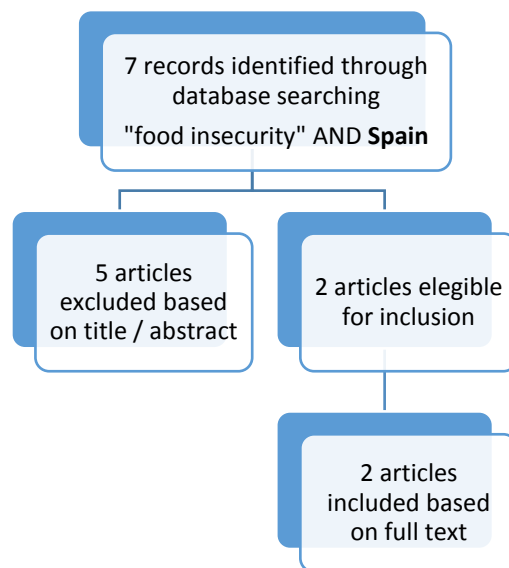 7 records identified through
database searching
"food insecurity" AND Spain
5 articles
excluded based
on title / abstract
2 articles elegible
for inclusion
2 articles
included based
on full text